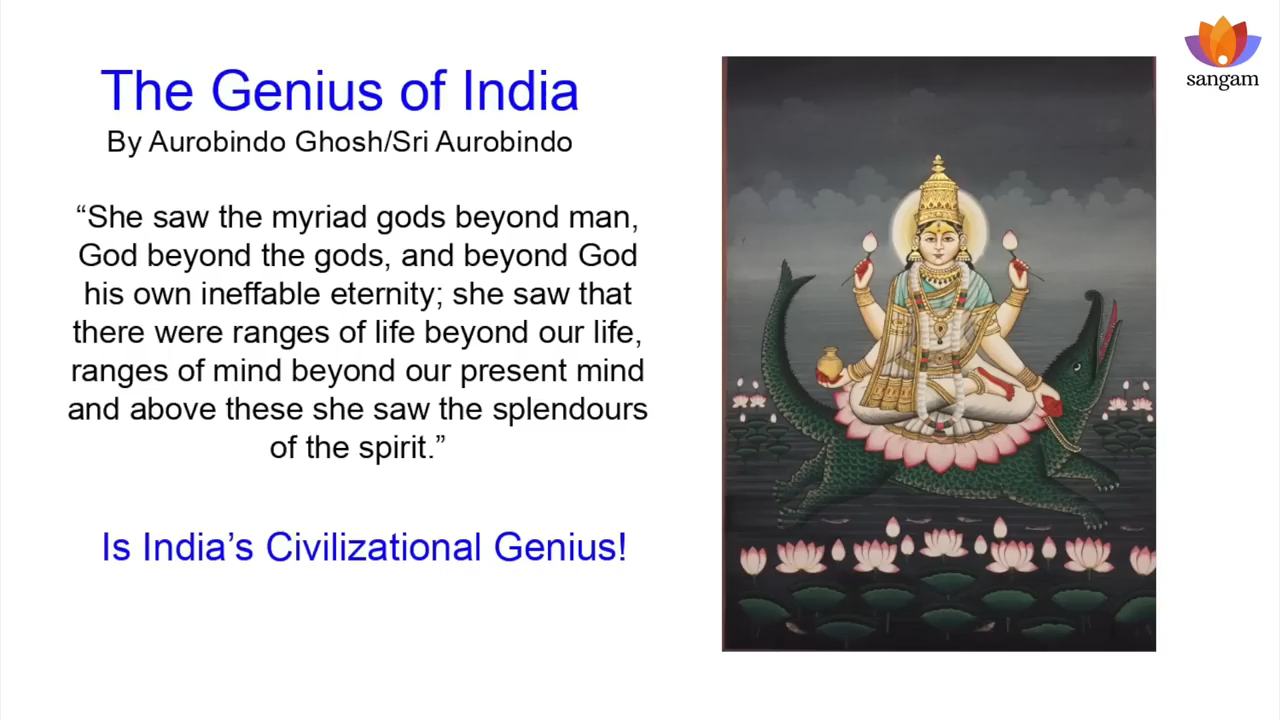 The Genius of India
By Aurobindo Ghosh/Sri Aurobindo
“She saw the myriad gods beyond man,
God beyond the gods, and beyond God
his own ineffable eternity; she saw that
there were ranges of life beyond our life,
ranges of mind beyond our present mind
and above these she saw the splendours
of the spirit.”
Is India’s Civilizational Genius!
sangam